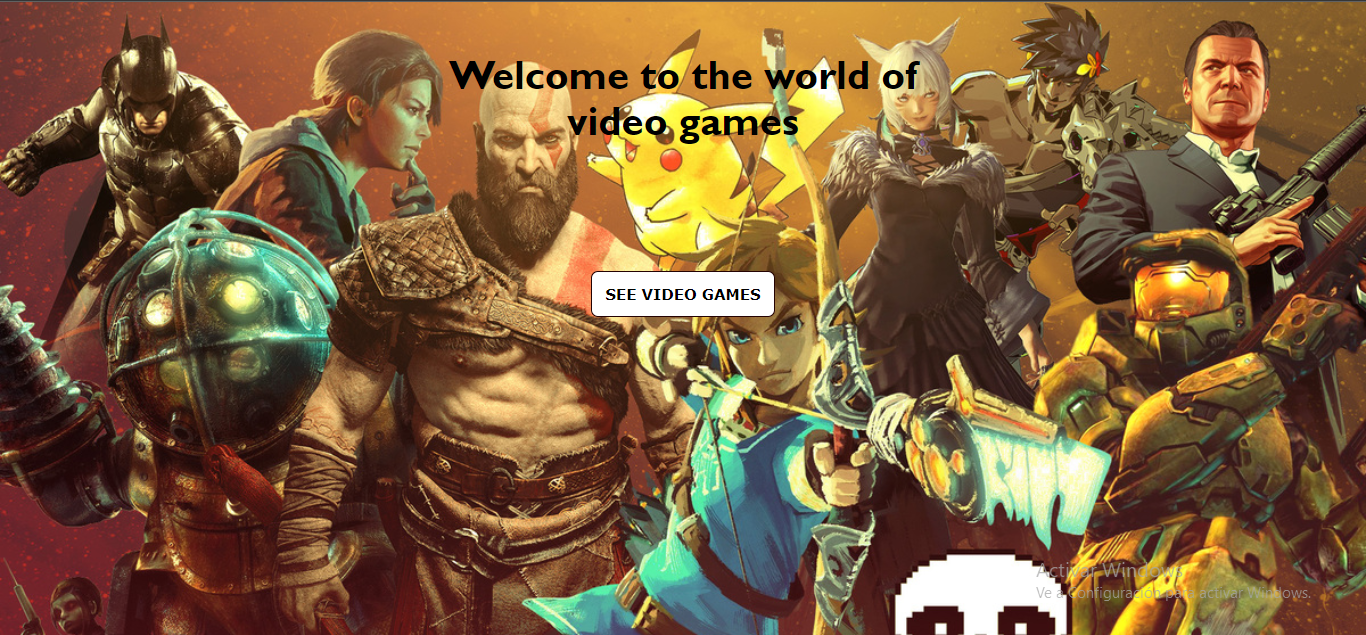 Welcome to the world of
video games
SEE VIDEO GAMES
Activar Windows
Ve a Configuración para activar Windows.